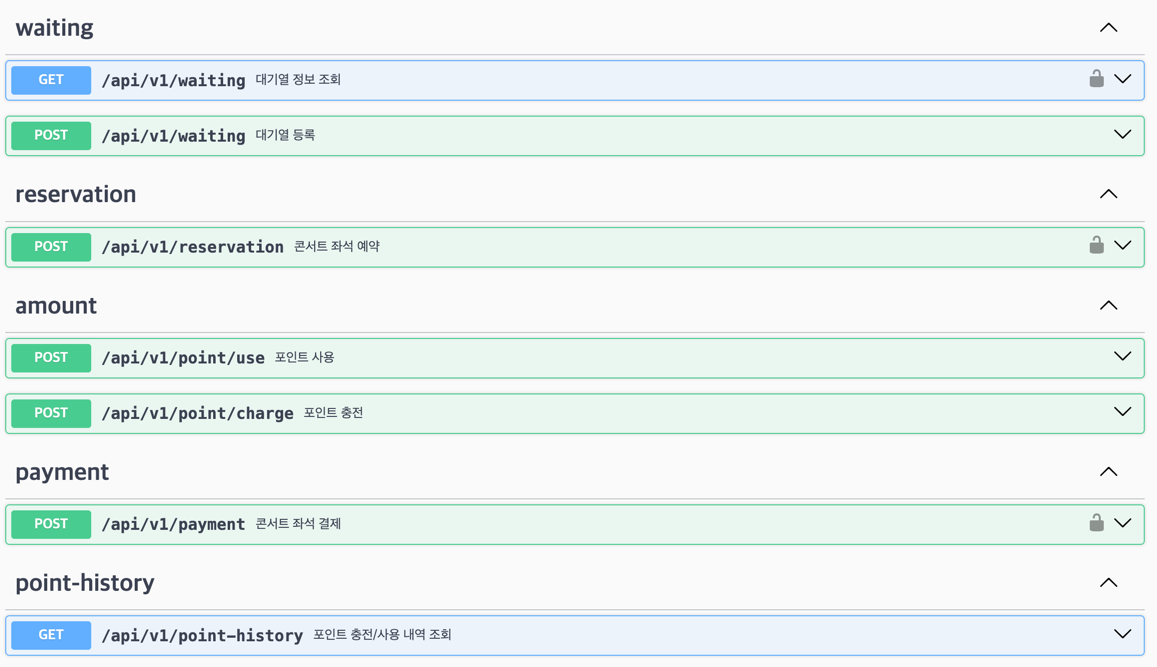 waiting
GET /api/v1/waiting 대기열 정보 조회
POST /api/v1/waiting 대기열 등록
reservation
POST /api/v1/reservation 콘서트 좌석 예약
amount
POST /api/v1/point/use 포인트 사용
POST /api/v1/point/charge 포인트 충전
payment
POST /api/v1/payment 콘서트 좌석 결제
point-history
GET /api/v1/point-history 포인트 충전/사용 내역 조회